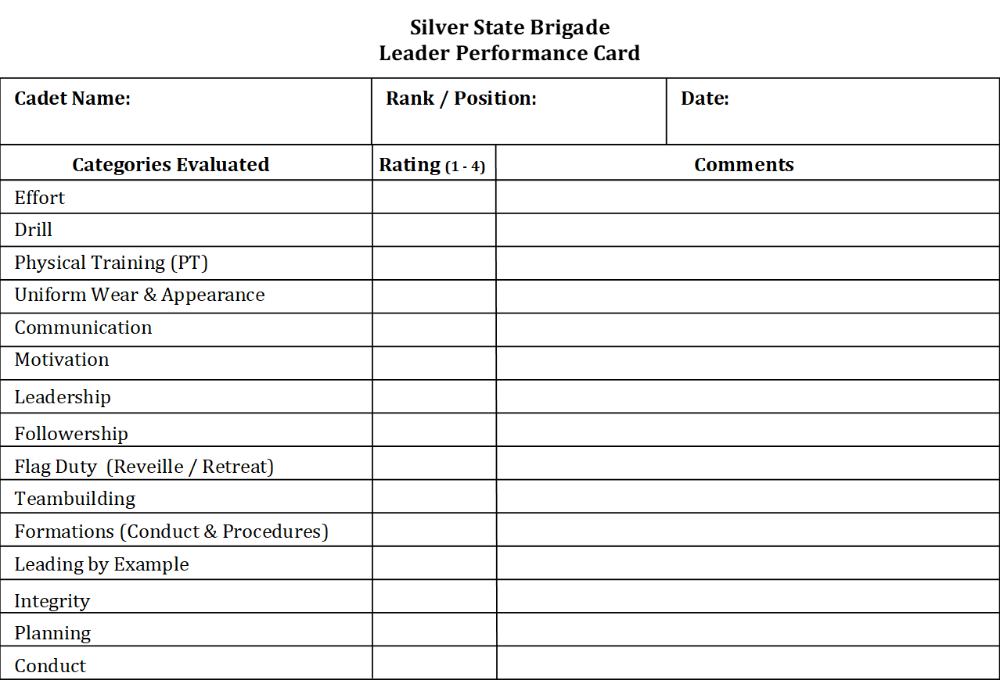 Silver State Brigade
Leader Performance Card
Cadet Name: Rank / Position: Date:
Categories Evaluated Rating (1 - 4) Comments
Effort
Drill
Physical Training (PT)
Uniform Wear & Appearance
Communication
Motivation
Leadership
Followership
Flag Duty (Reveille / Retreat)
Teambuilding
Formations (Conduct & Procedures)
Leading by Example
Integrity
Planning
Conduct